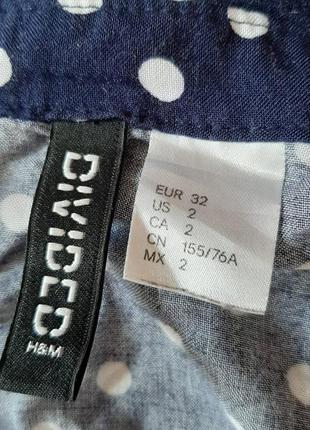 DIVIDED
H&M
EUR 32
US 2
CA 2
CN 155/76A
MX 2